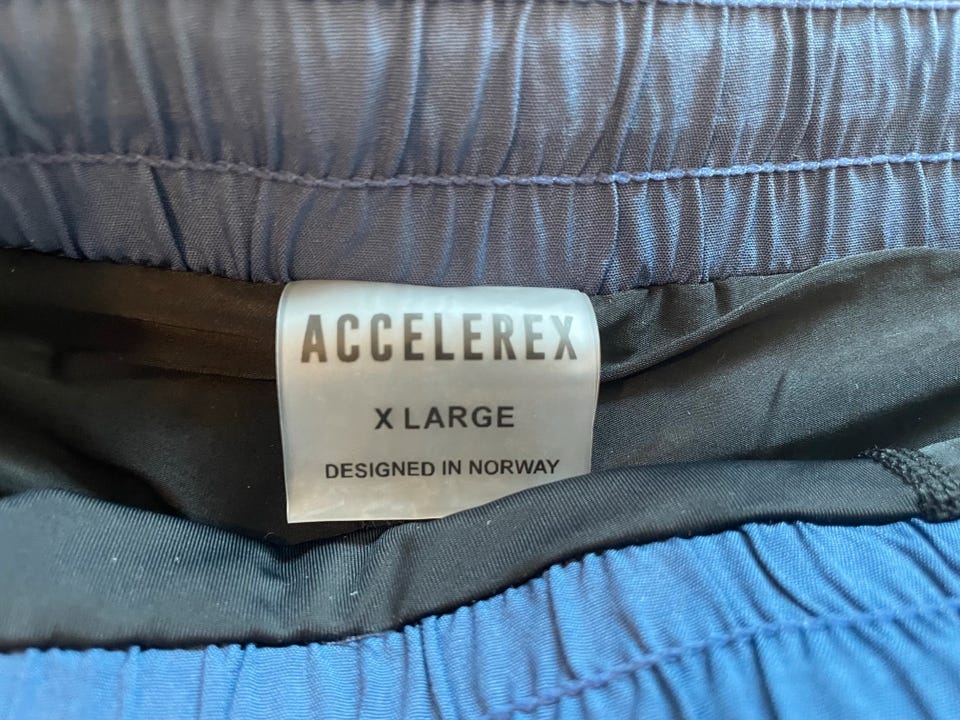 ACCELEREX
X LARGE
DESIGNED IN NORWAY